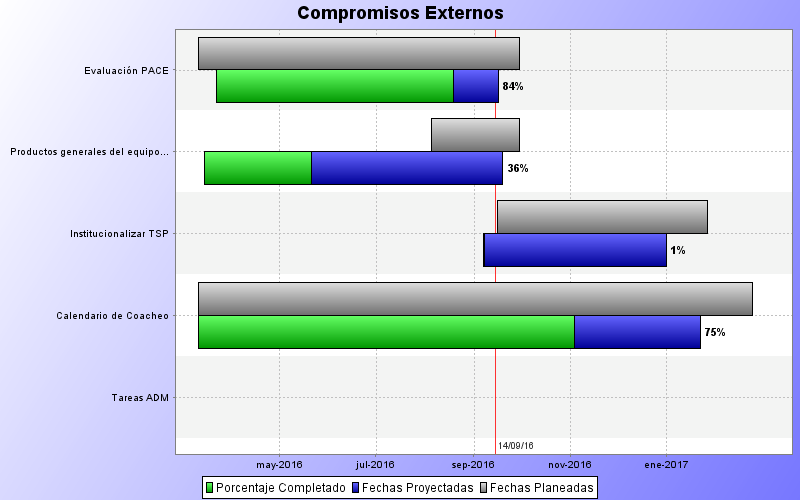 Compromisos Externos
Evaluación PACE
84%
Productos generales del equipo...
36%
Institucionalizar TSP
1%
Calendario de Coacheo
75%
Tareas ADM
14/09/16
may-2016 jul-2016 sep-2016 nov-2016 ene-2017
Porcentaje Completado Fechas Proyectadas Fechas Planeadas